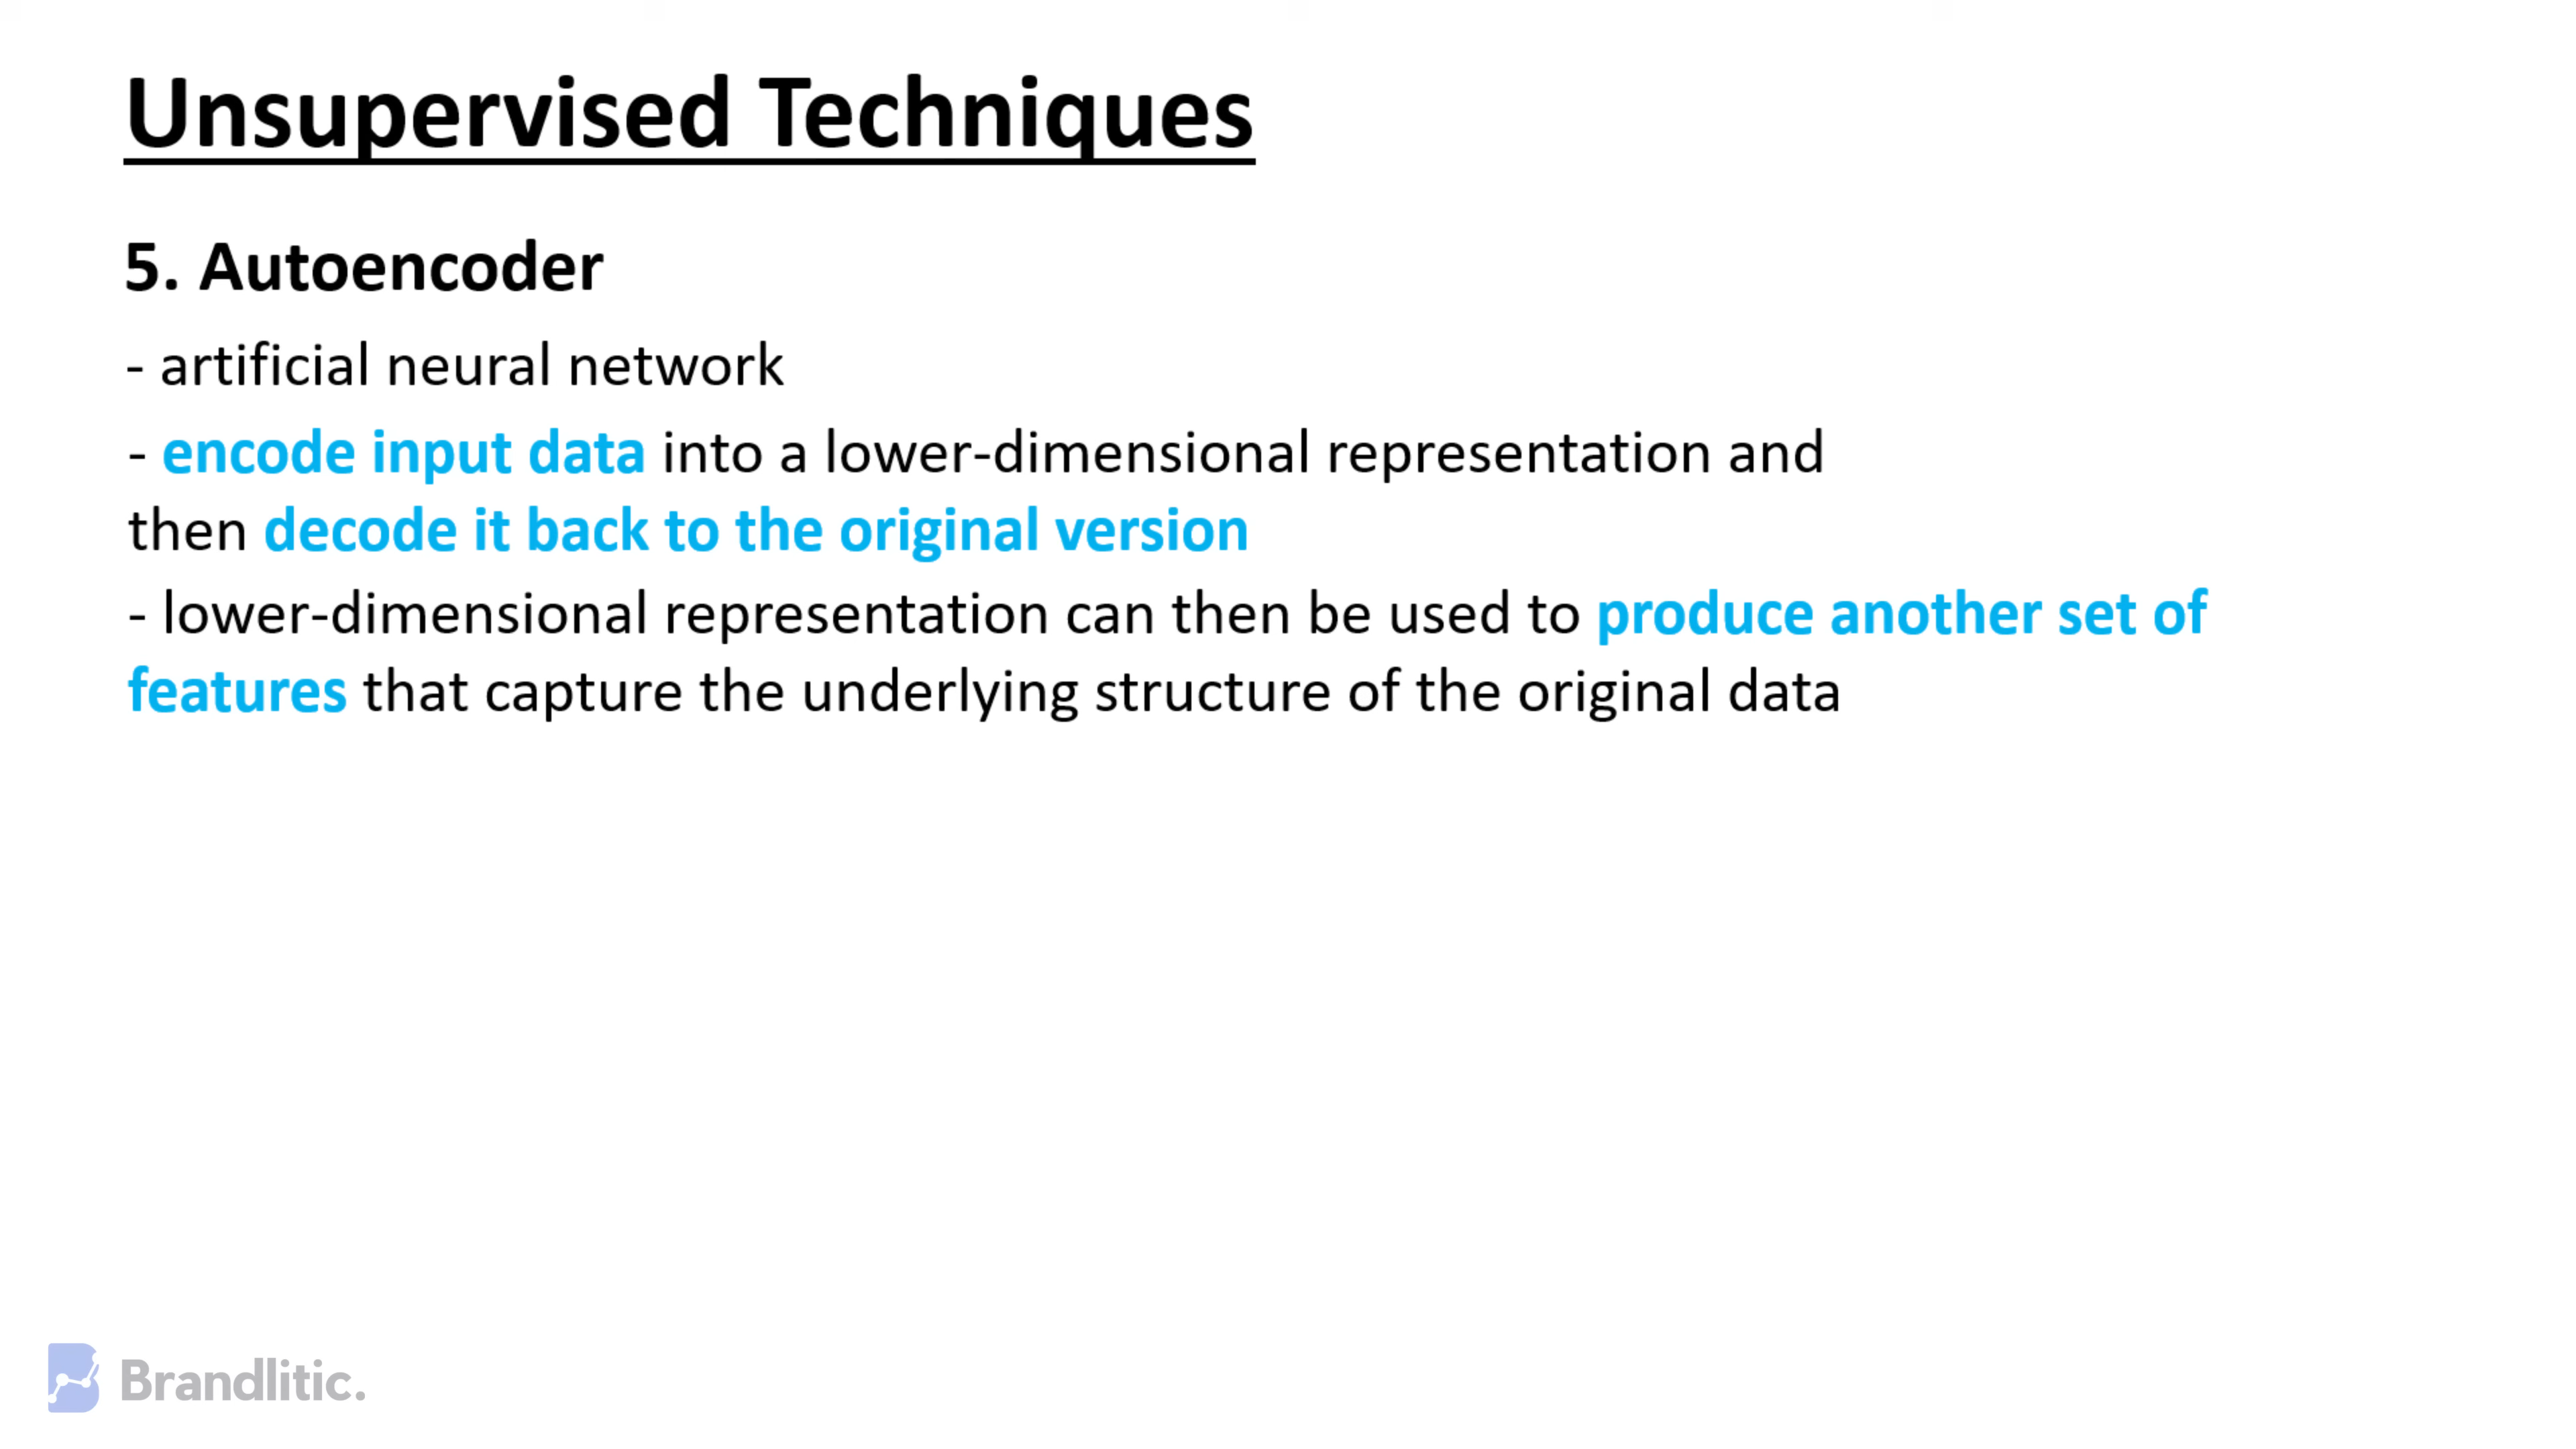 Unsupervised Techniques
5. Autoencoder
- artificial neural network
- encode input data into a lower-dimensional representation and
then decode it back to the original version
- lower-dimensional representation can then be used to produce another set of
features that capture the underlying structure of the original data
Brandlitic.